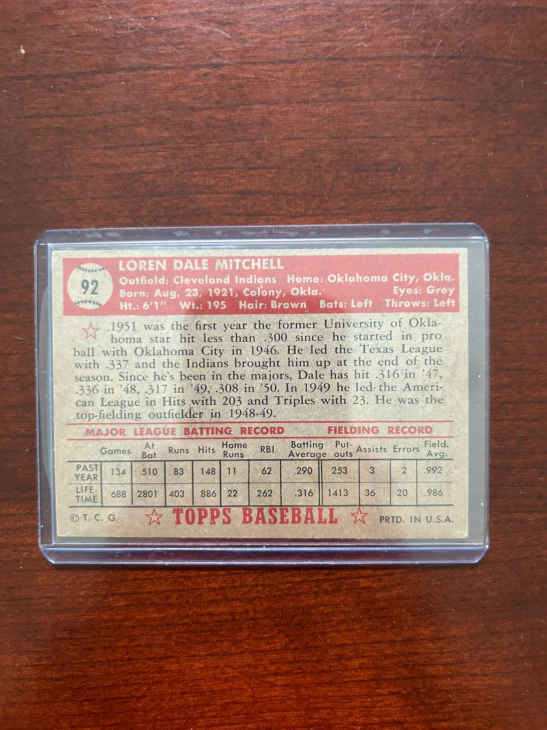 92
LOREN DALE MITCHELL
Outfield: Cleveland Indians Home: Oklahoma City, Okla.
Born: Aug. 23, 1921, Colony, Okla. Eyes: Grey
Ht.: 6'1" Wt.: 195 Hair: Brown Bats: Left Throws: Left
1951 was the first year the former University of Okla-
homa star hit less than .300 since he started in pro
ball with Oklahoma City in 1946. He led the Texas League
with .337 and the Indians brought him up at the end of the
season. Since he's been in the majors, Dale has hit .316 in '47,
.336 in '48, .317 in '49, .308 in '50. In 1949 he led the Ameri-
can League in Hits with 203 and Triples with 23. He was the
top-fielding outfielder in 1948-49.
MAJOR LEAGUE BATTING RECORD FIELDING RECORD
Games At Bat Runs Hits Home Runs RBI Batting Average Put-outs Assists Errors Field. Avg.
PAST YEAR 134 510 83 148 11 62 .290 253 3 2 .992
LIFE-TIME 688 2801 403 886 22 262 .316 1413 36 20 .986
© T. C. G. TOPPS BASEBALL PRTD. IN U.S.A.